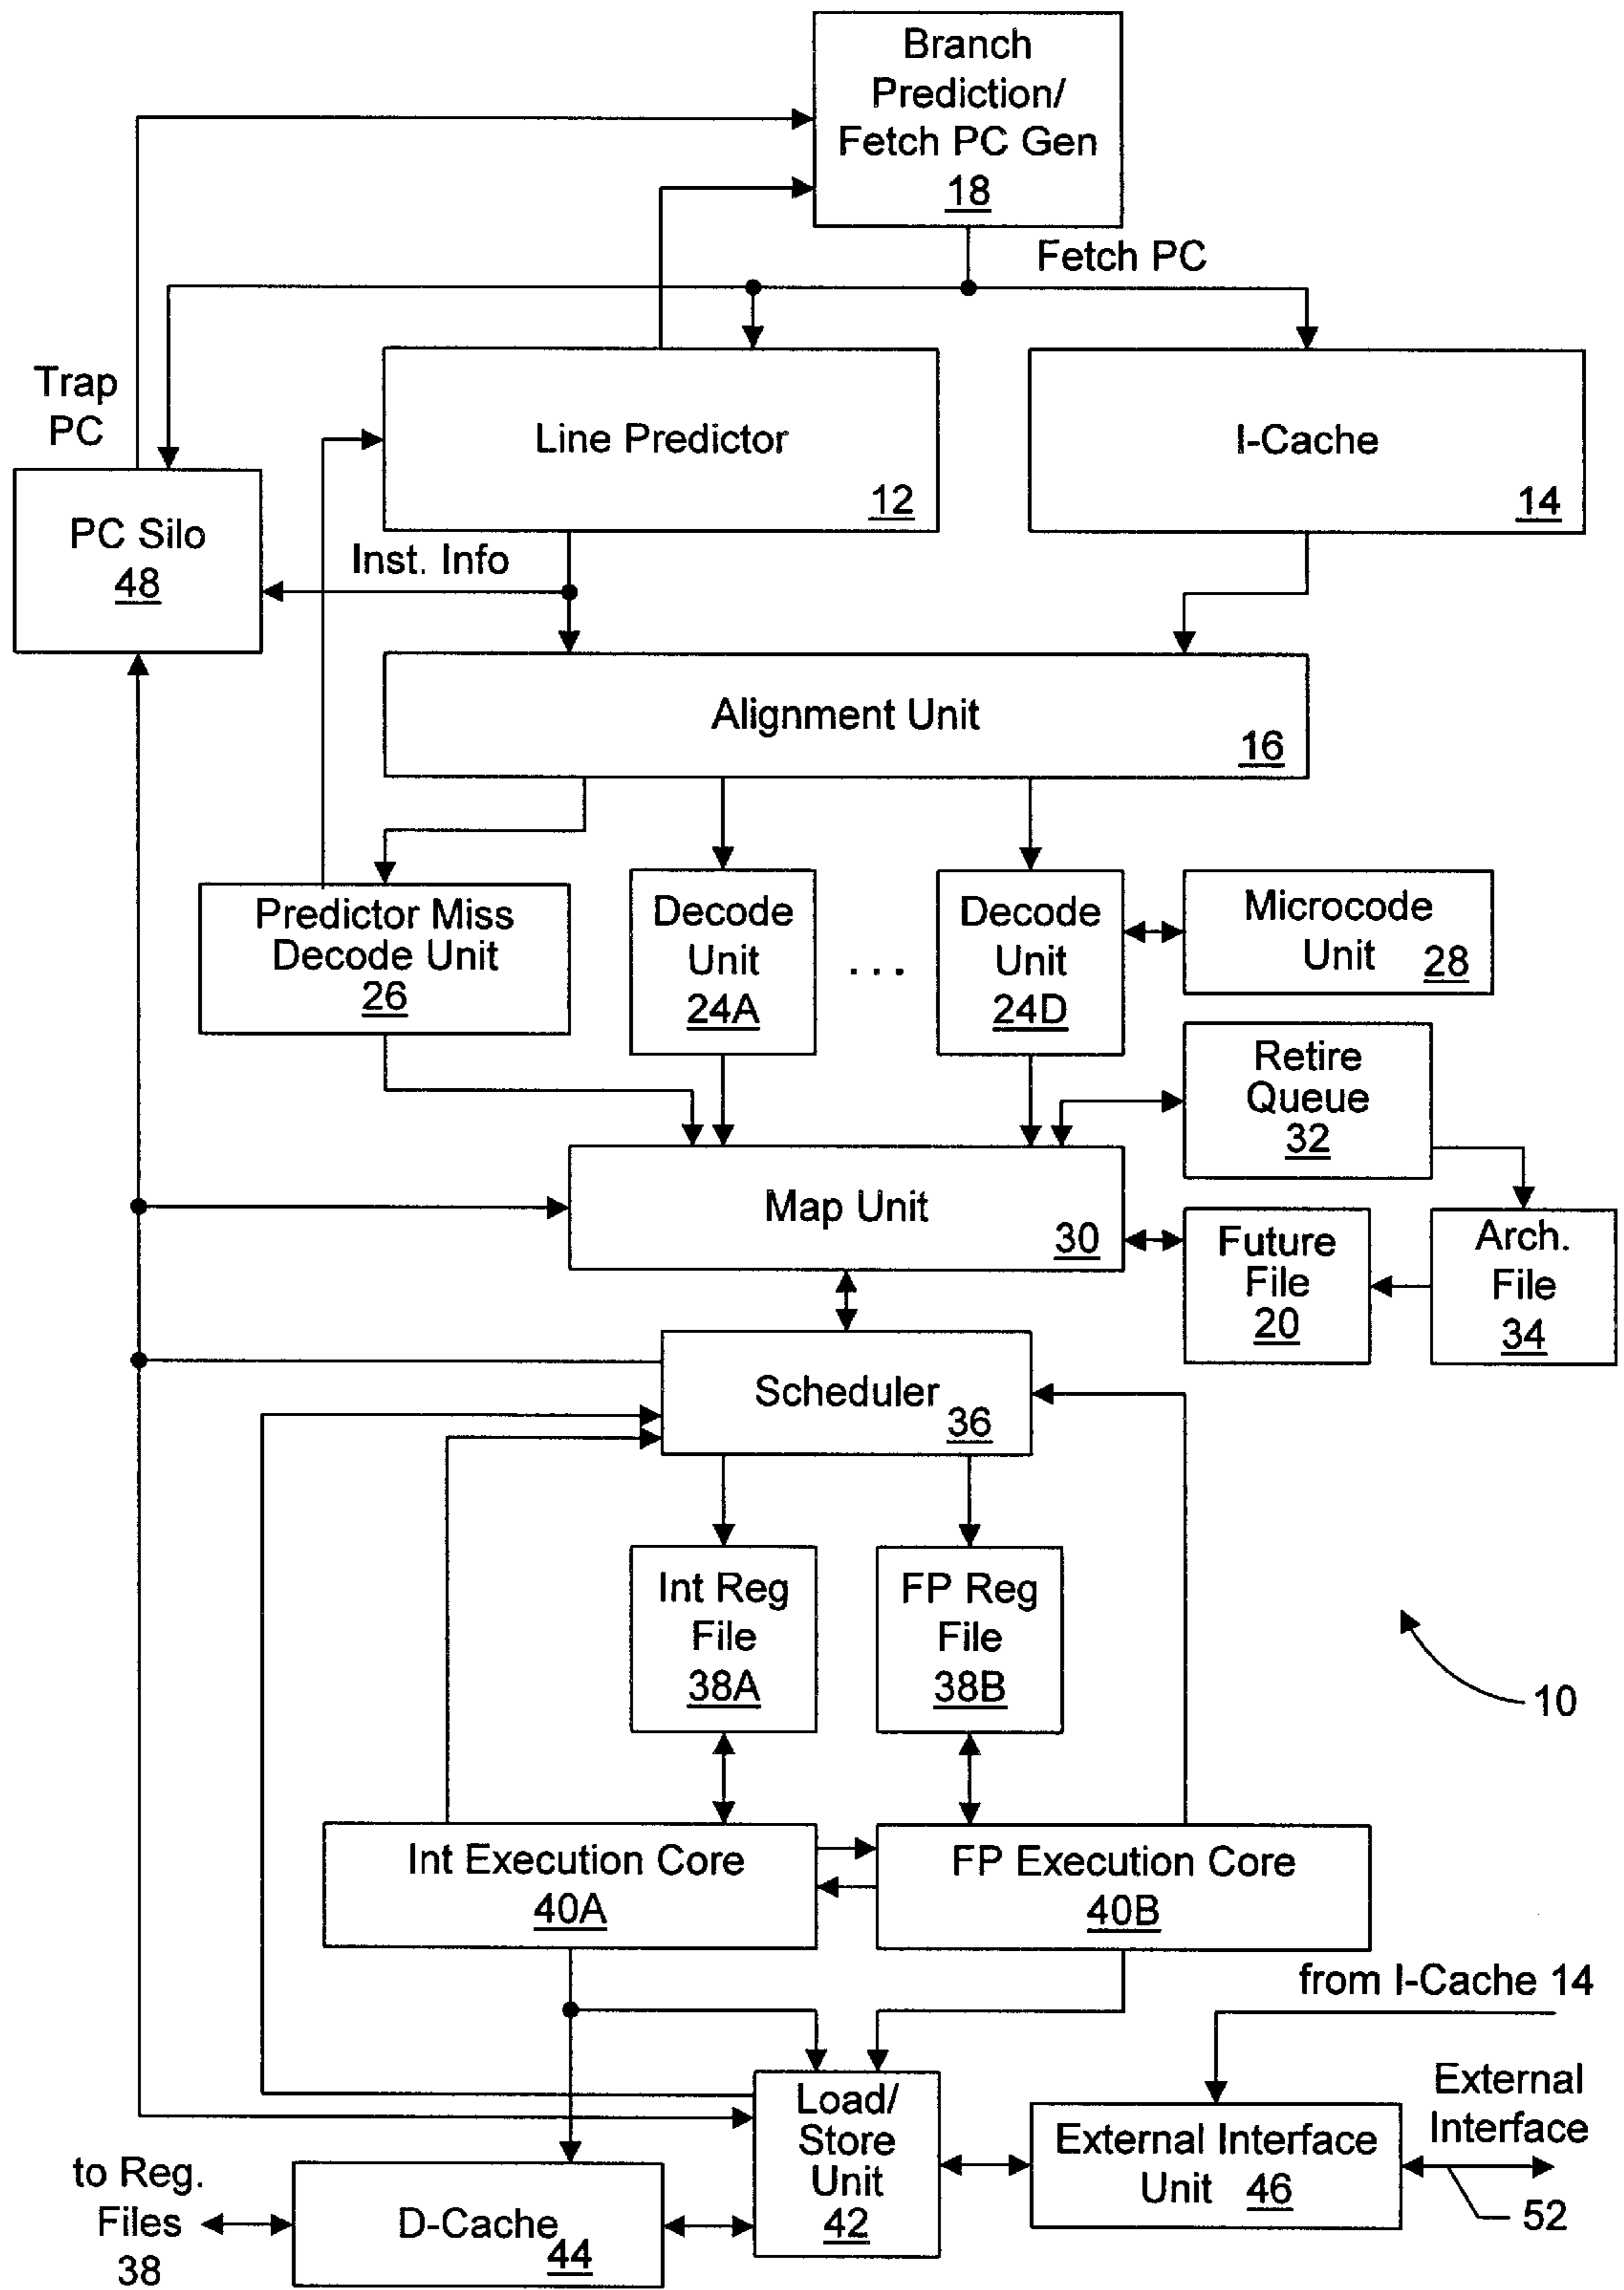 Branch
Prediction/
Fetch PC Gen
18
Fetch PC
Trap
PC
Line Predictor
12
I-Cache
14
PC Silo
48
Inst. Info
Alignment Unit
16
Predictor Miss
Decode Unit
26
Decode
Unit
24A
...
Decode
Unit
24D
Microcode
Unit 28
Retire
Queue
32
Map Unit
30
Future
File
20
Arch.
File
34
Scheduler
36
Int Reg
File
38A
FP Reg
File
38B
10
Int Execution Core
40A
FP Execution Core
40B
from I-Cache 14
Load/
Store
Unit
42
External Interface
Unit 46
External
Interface
52
to Reg.
Files
38
D-Cache
44